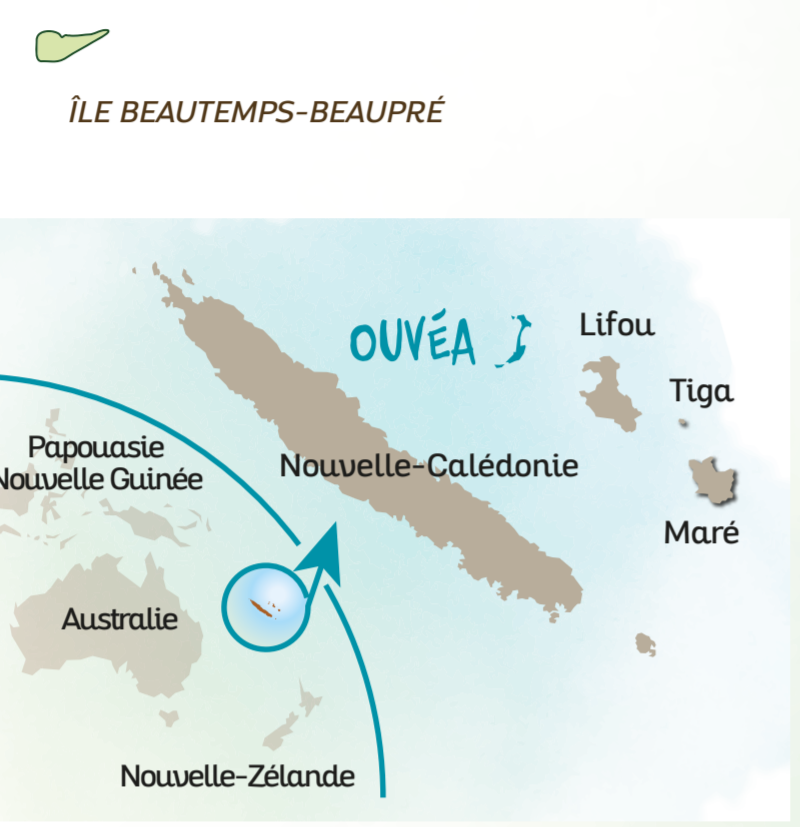 ÎLE BEAUTEMPS-BEAUPRÉ
OUVÉA
Lifou
Tiga
Papouasie
Nouvelle Guinée
Nouvelle-Calédonie
Maré
Australie
Nouvelle-Zélande